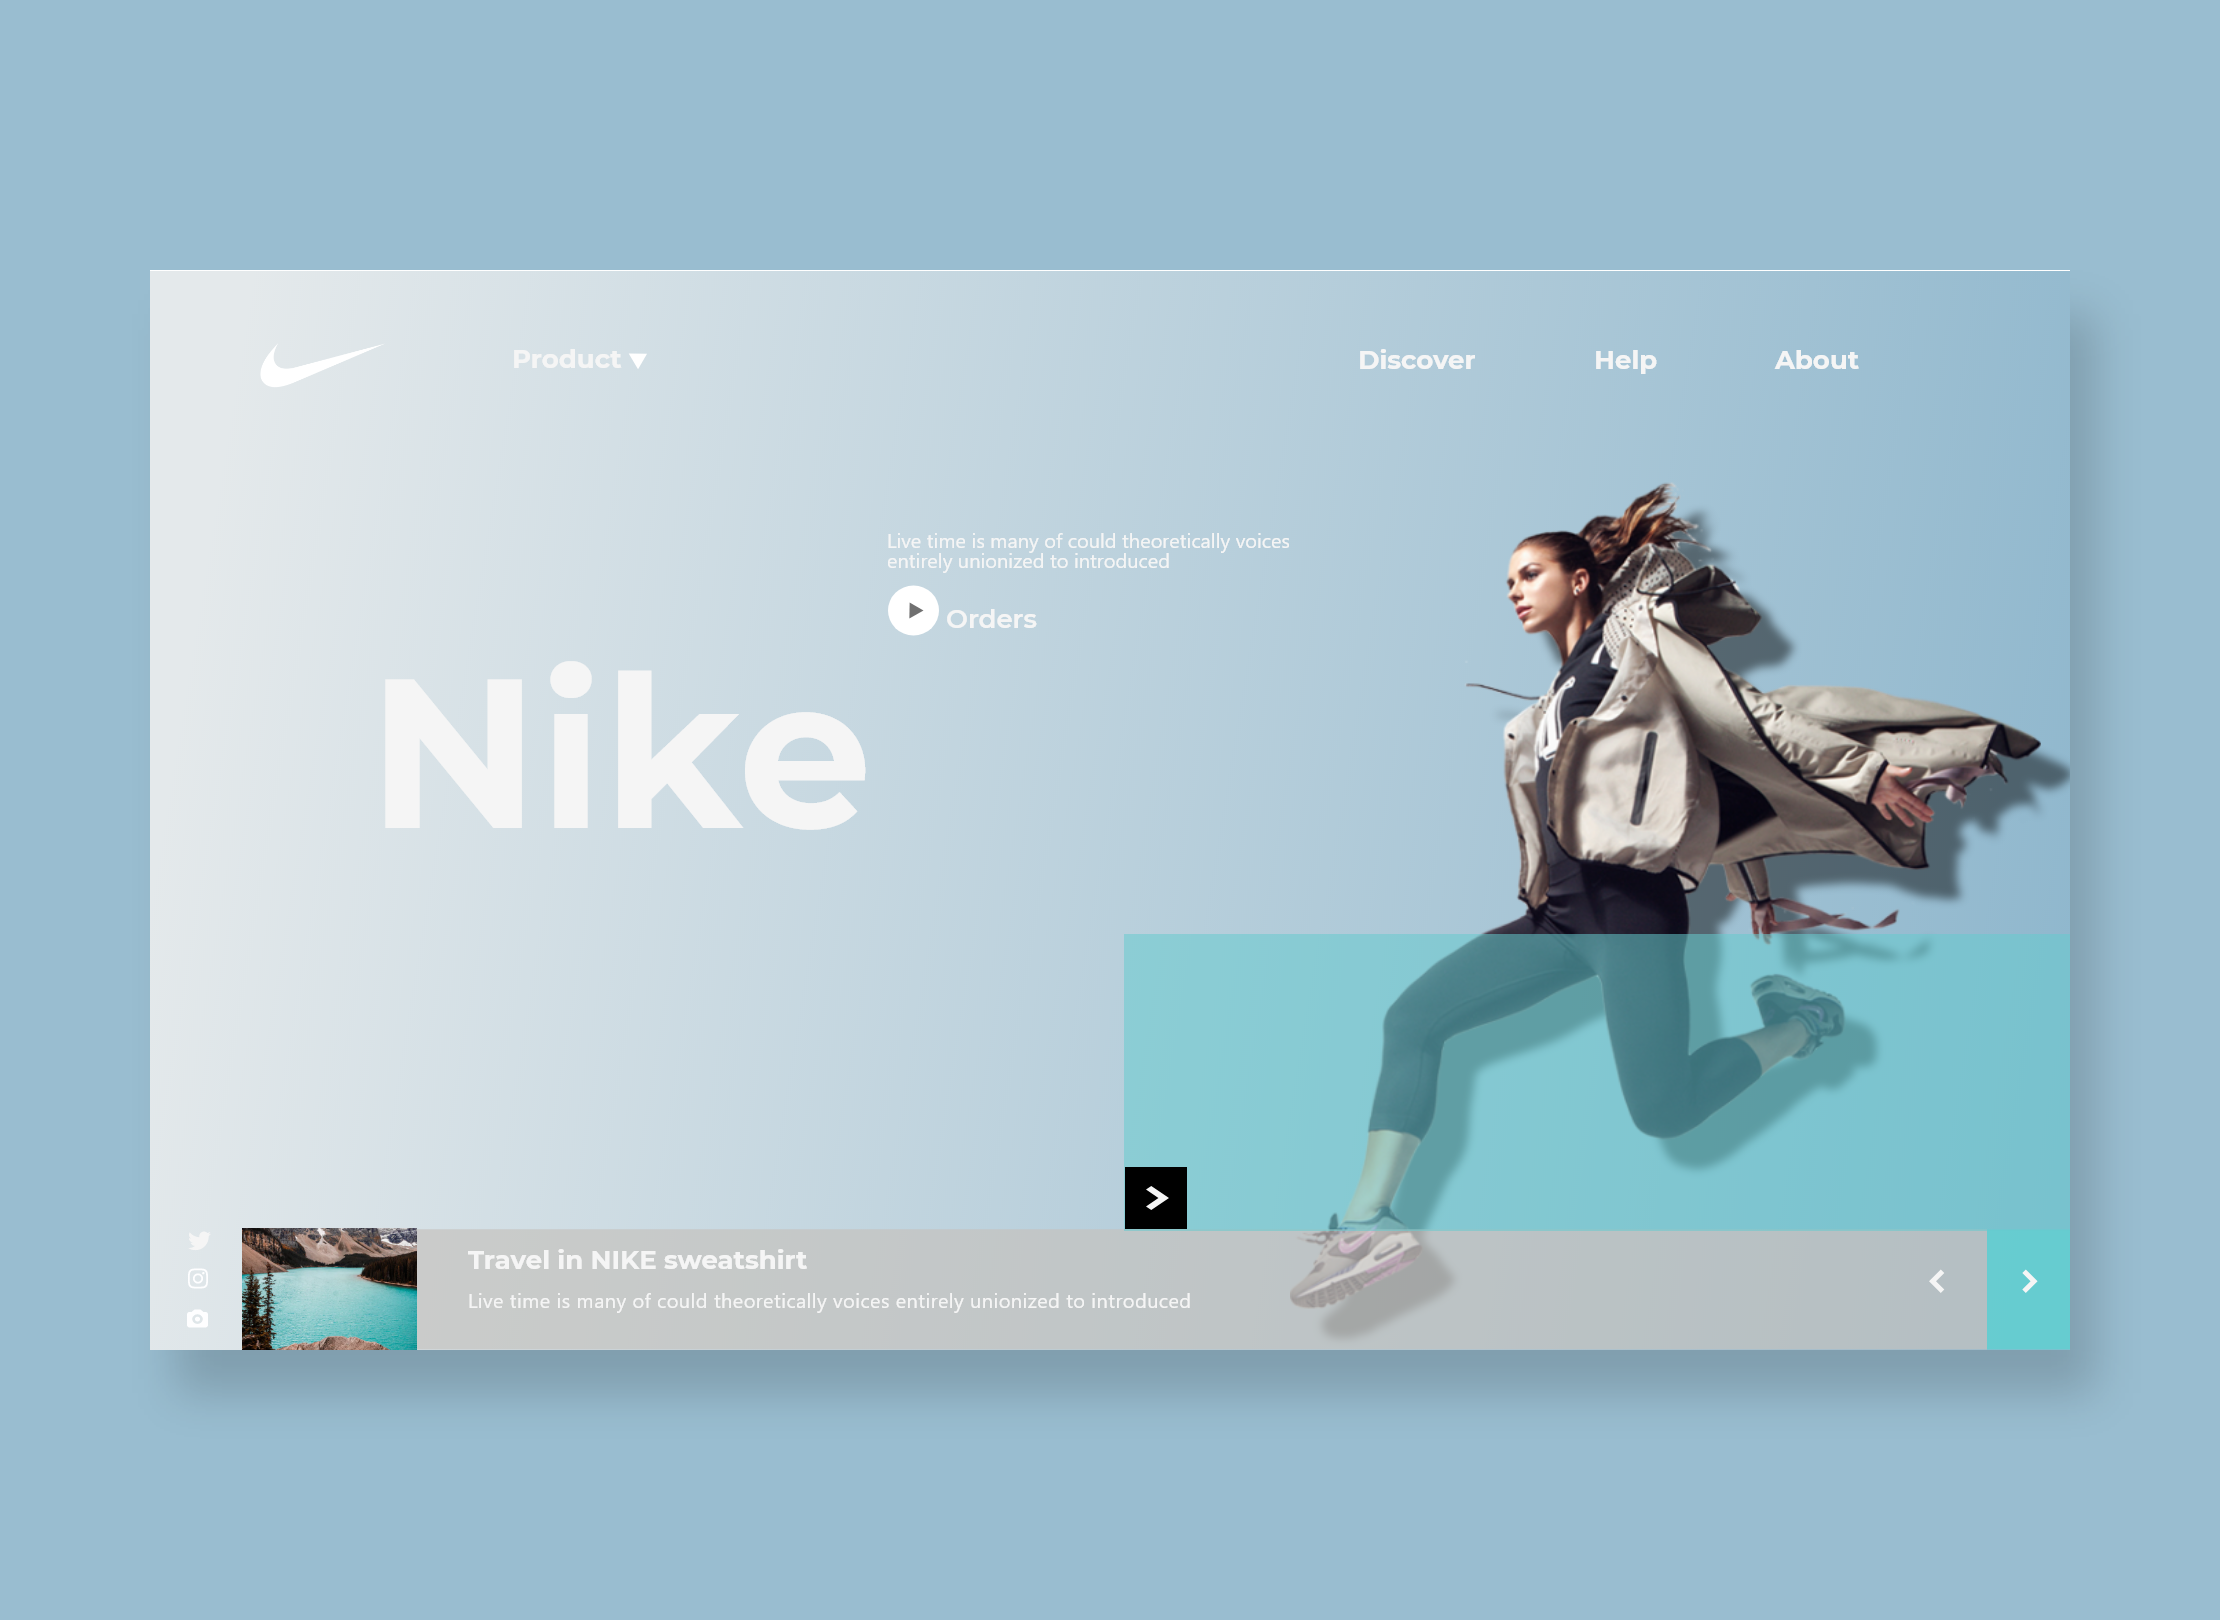 Product
Discover
Help
About
Live time is many of could theoretically voices
entirely unionized to introduced
Orders
Nike
Travel in NIKE sweatshirt
Live time is many of could theoretically voices entirely unionized to introduced